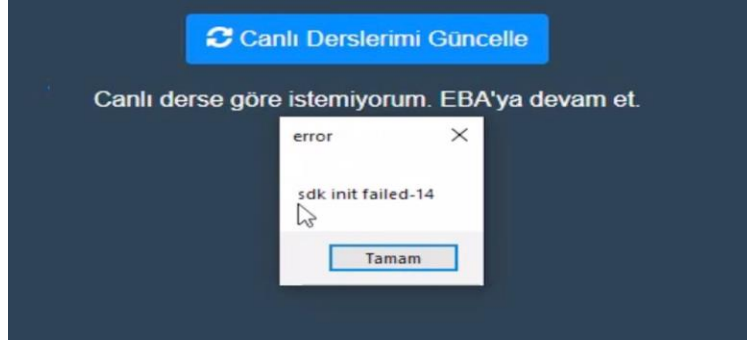 Canlı Derslerimi Güncelle
Canlı derse göre istemiyorum. EBA'ya devam et.
error
sdk init failed-14
Tamam